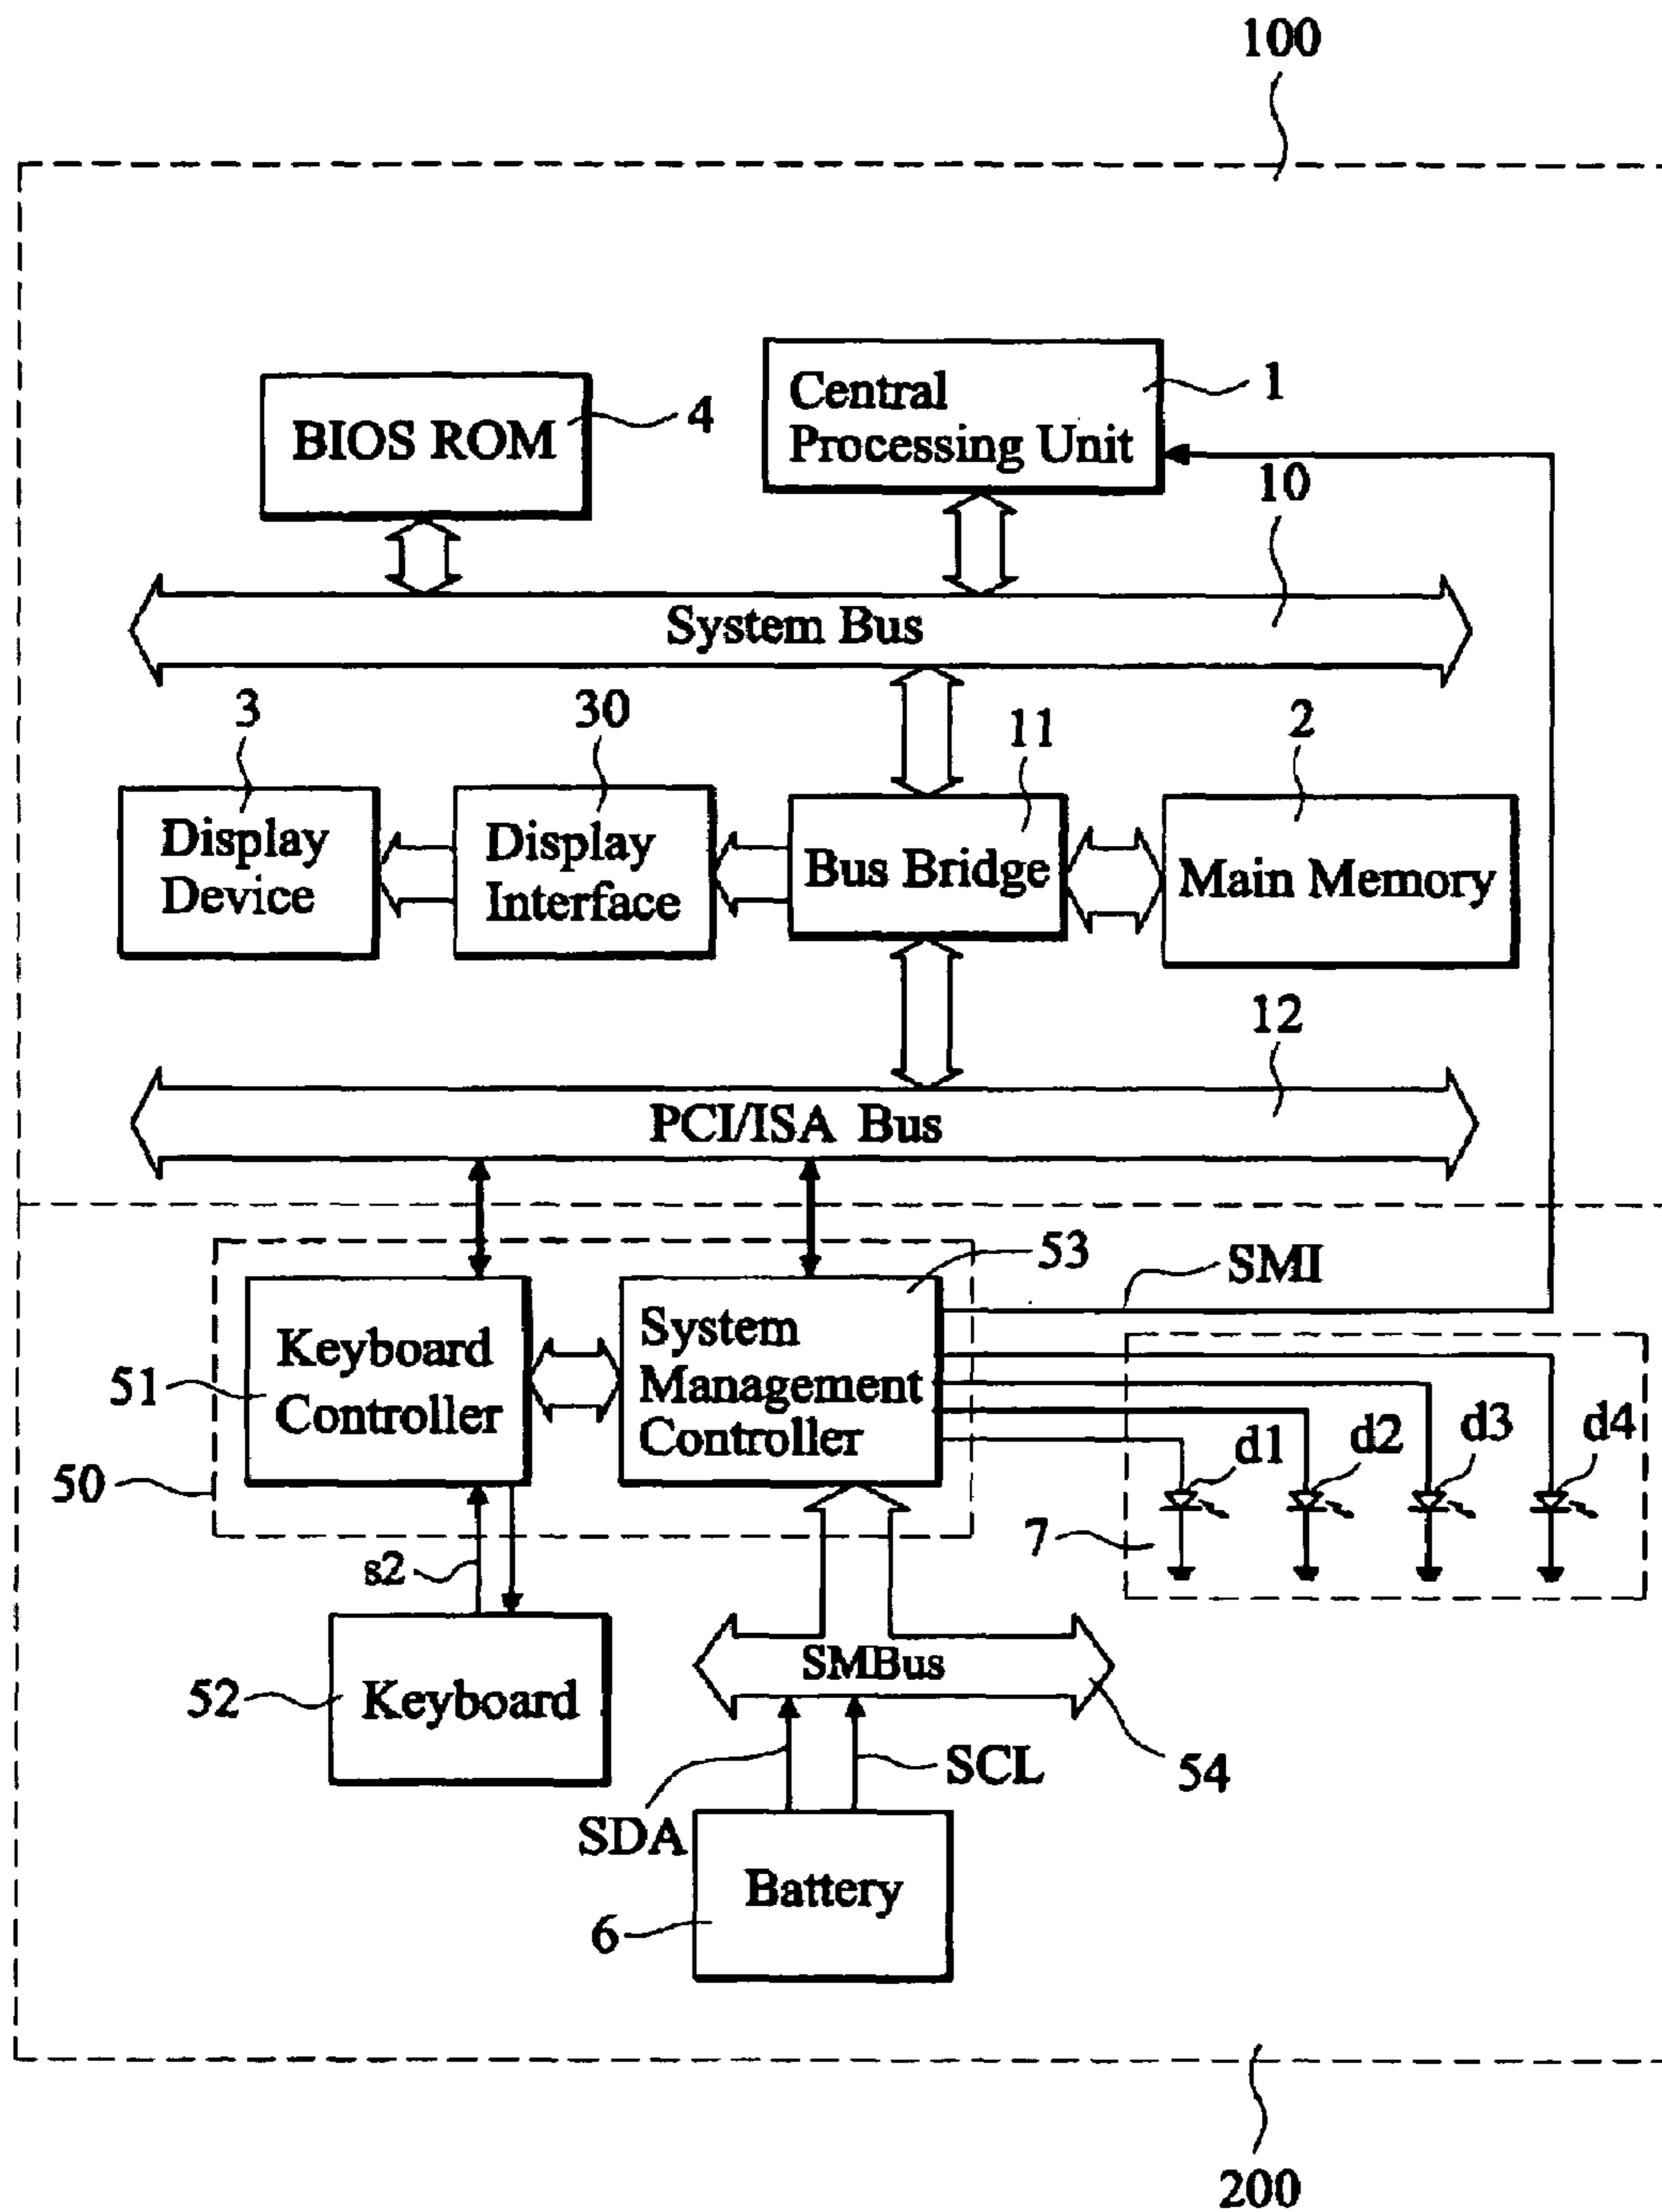 100
Central
Processing Unit
1
BIOS ROM
4
10
System Bus
3
30
11
2
Display
Device
Display
Interface
Bus Bridge
Main Memory
12
PCI/ISA Bus
53
SMI
Keyboard
Controller
51
System
Management
Controller
d1
d2
d3
d4
50
7
s2
52
Keyboard
SMBus
54
SDA
SCL
Battery
6
200